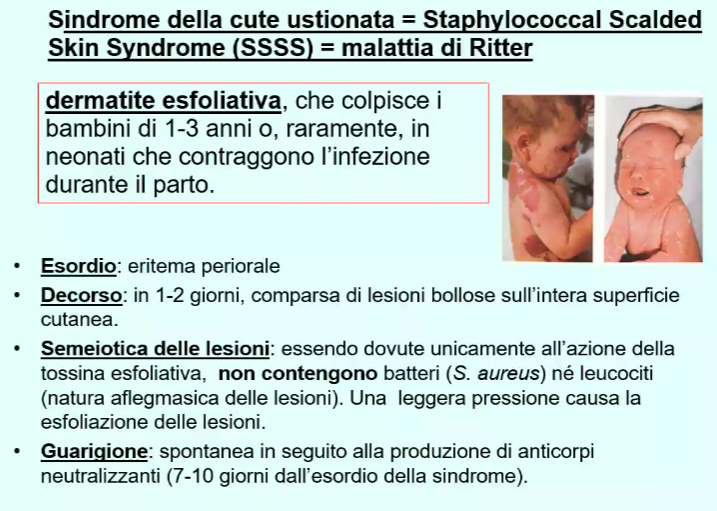 Sindrome della cute ustionata = Staphylococcal Scalded
Skin Syndrome (SSSS) = malattia di Ritter
dermatite esfoliativa, che colpisce i
bambini di 1-3 anni o, raramente, in
neonati che contraggono l'infezione
durante il parto.
• Esordio: eritema periorale
• Decorso: in 1-2 giorni, comparsa di lesioni bollose sull'intera superficie
cutanea.
• Semeiotica delle lesioni: essendo dovute unicamente all'azione della
tossina esfoliativa, non contengono batteri (S. aureus) né leucociti
(natura aflegmasica delle lesioni). Una leggera pressione causa la
esfoliazione delle lesioni.
• Guarigione: spontanea in seguito alla produzione di anticorpi
neutralizzanti (7-10 giorni dall'esordio della sindrome).